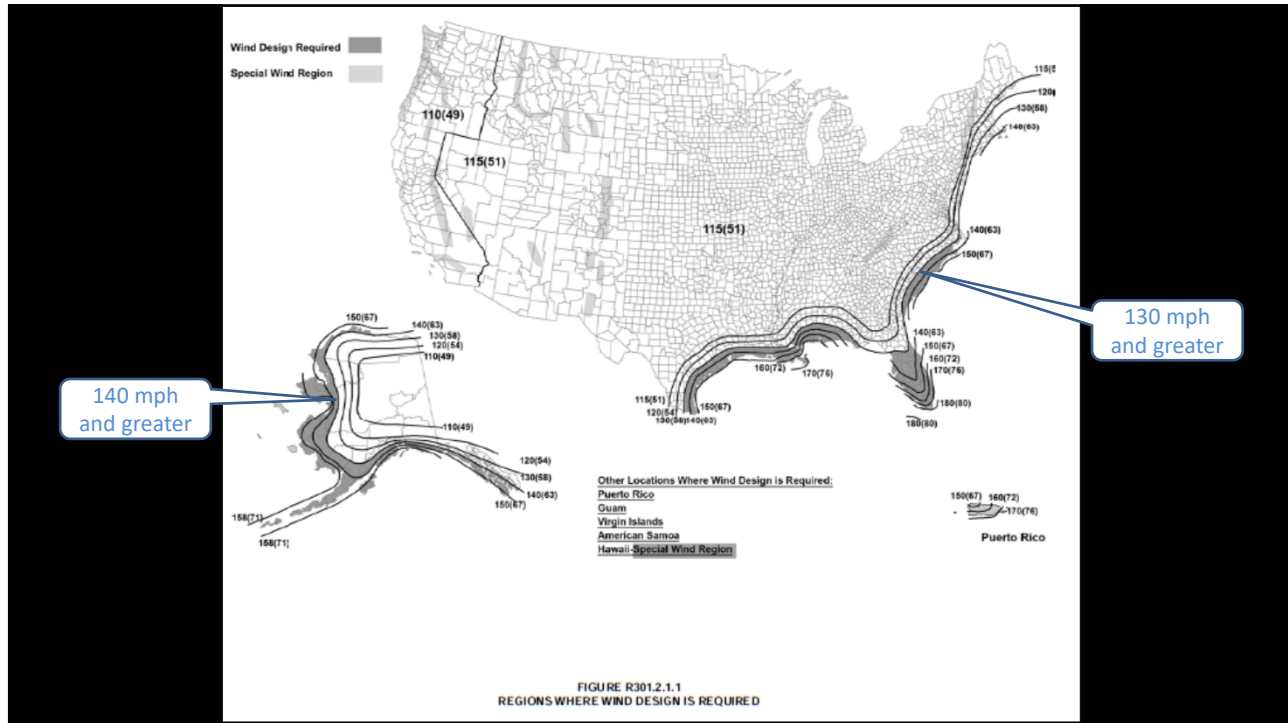 Wind Design Required
Special Wind Region
110(49)
115(51)
115(51)
115(5
120(
130(58)
140(63)
140(63)
150(67)
130 mph
and greater
140(63)
150(67)
160(72)
170(76)
180(80)
180(80)
160(72)
170(76)
115(51)
120(54
130(58)
140(63)
150(67)
150(67)
140(63)
130(58)
120(54)
110(49)
140 mph
and greater
110(49)
120(54)
130(58)
140(63)
150(67)
158(71)
158(71)
Other Locations Where Wind Design is Required:
Puerto Rico
Guam
Virgin Islands
American Samoa
Hawaii-Special Wind Region
150(67)
160(72)
170(76)
Puerto Rico
FIGURE R301.2.1.1
REGIONS WHERE WIND DESIGN IS REQUIRED